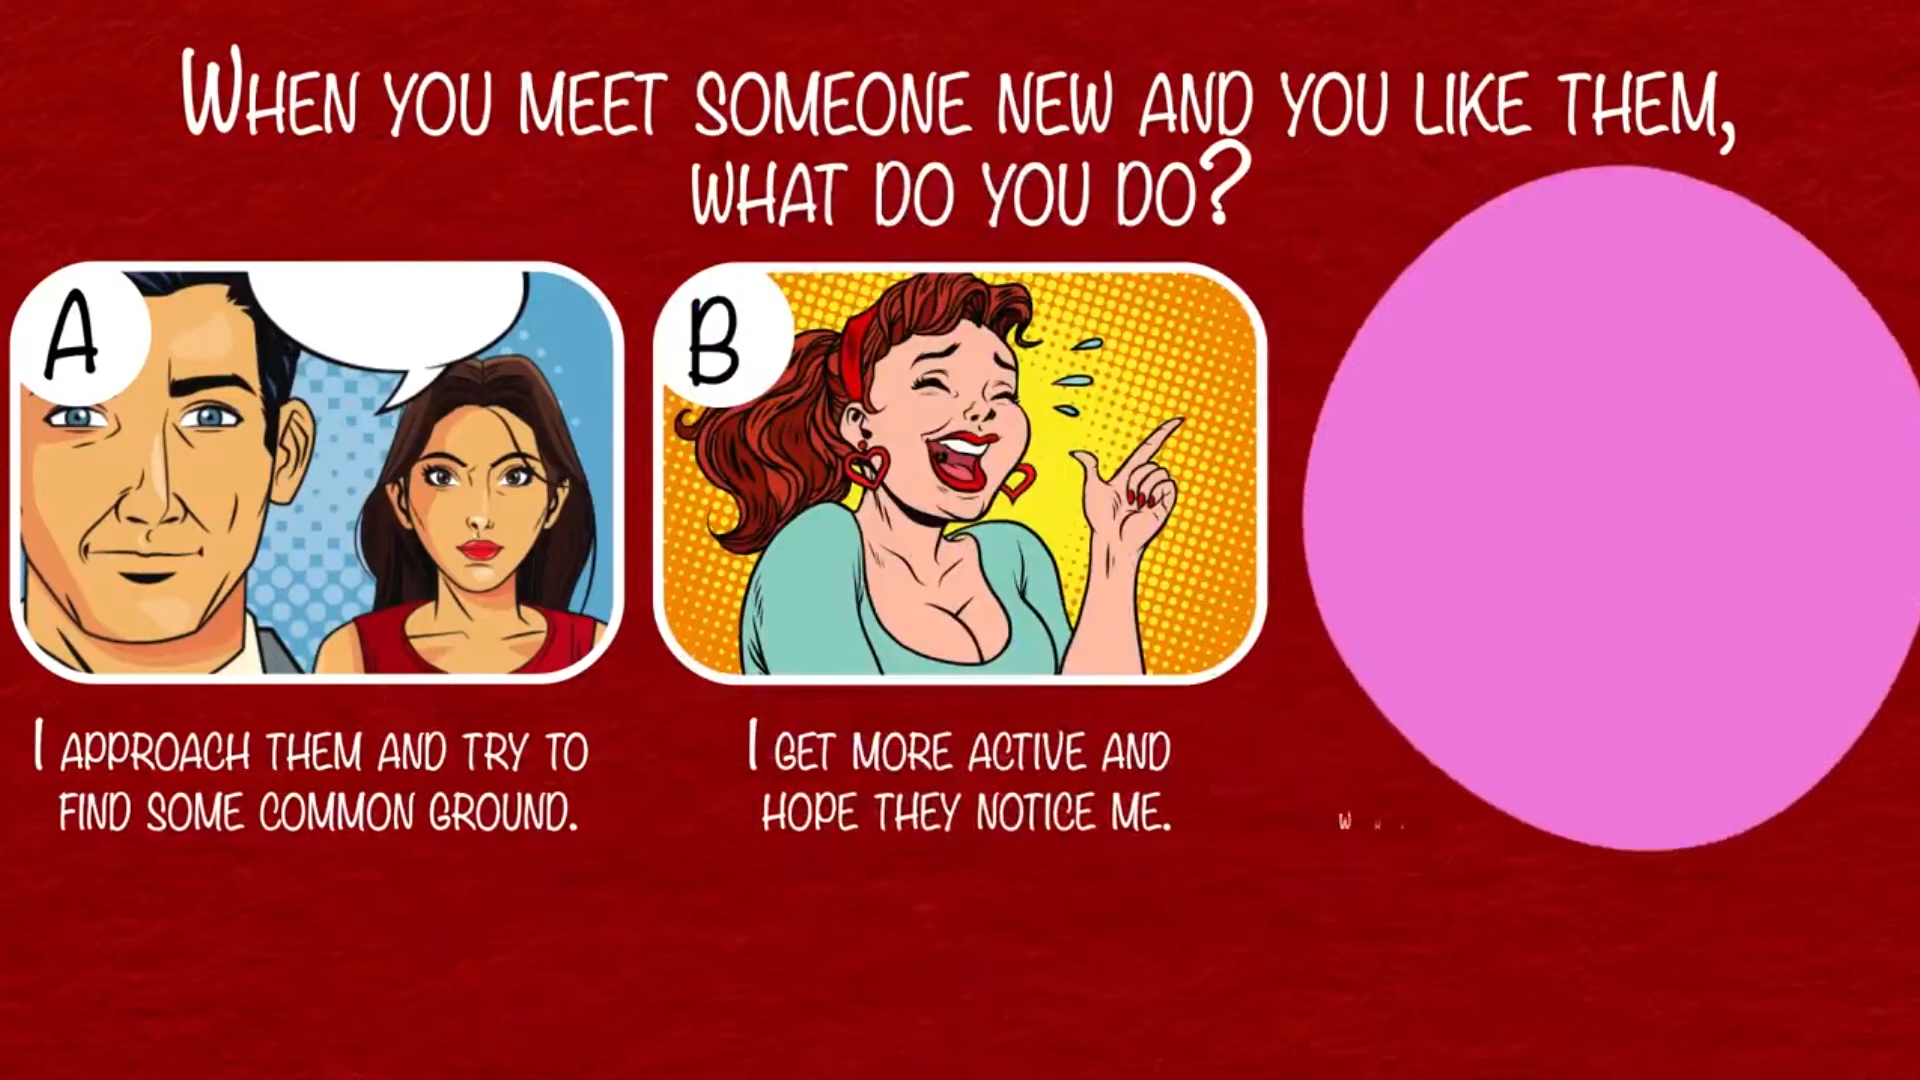 When you meet someone new and you like them,
what do you do?
A
B
I approach them and try to
find some common ground.
I get more active and
hope they notice me.
W